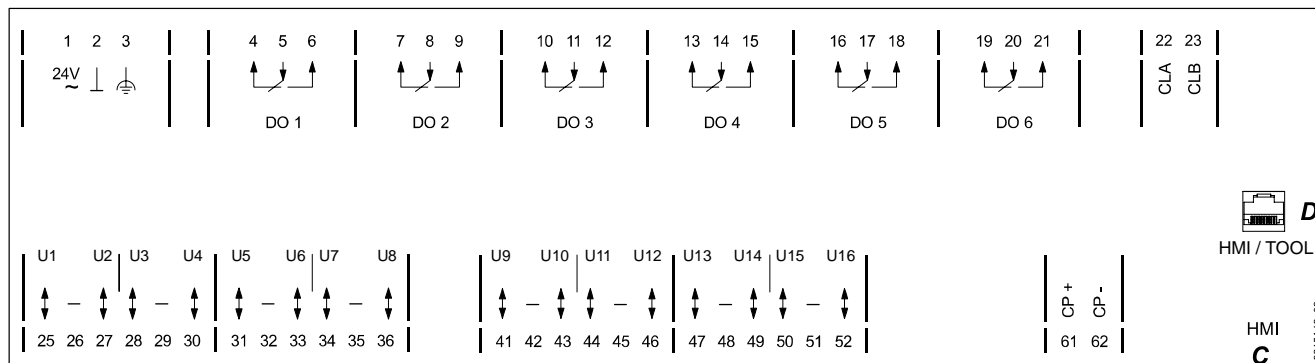 1 2 3 4 5 6 7 8 9 10 11 12 13 14 15 16 17 18 19 20 21 22 23
24V ~ CLA CLB
DO 1 DO 2 DO 3 DO 4 DO 5 DO 6
D
HMI / TOOL
U1 U2 U3 U4 U5 U6 U7 U8 U9 U10 U11 U12 U13 U14 U15 U16
CP + CP -
25 26 27 28 29 30 31 32 33 34 35 36 41 42 43 44 45 46 47 48 49 50 51 52 61 62
HMI
C